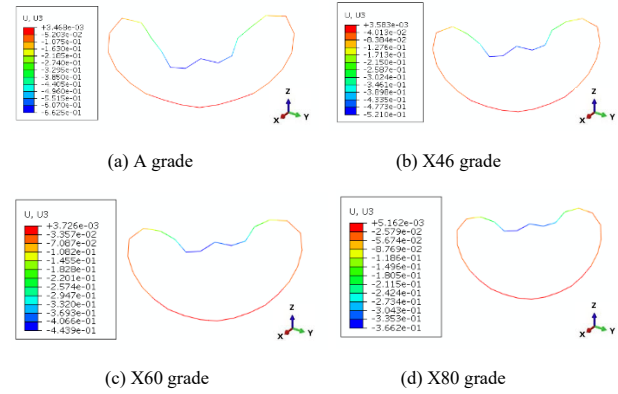 U, U3
+3.468e-03
-5.203e-02
-1.075e-01
-1.630e-01
-2.185e-01
-2.740e-01
-3.295e-01
-3.850e-01
-4.405e-01
-4.960e-01
-5.515e-01
-6.070e-01
-6.625e-01
Z
X
Y
(a) A grade
U, U3
+3.583e-03
-4.013e-02
-8.384e-02
-1.276e-01
-1.713e-01
-2.150e-01
-2.587e-01
-3.024e-01
-3.461e-01
-3.898e-01
-4.335e-01
-4.773e-01
-5.210e-01
Z
X
Y
(b) X46 grade
U, U3
+3.726e-03
-3.357e-02
-7.087e-02
-1.082e-01
-1.455e-01
-1.828e-01
-2.201e-01
-2.574e-01
-2.947e-01
-3.320e-01
-3.693e-01
-4.066e-01
-4.439e-01
Z
X
Y
(c) X60 grade
U, U3
+5.162e-03
-2.579e-02
-5.674e-02
-8.769e-02
-1.186e-01
-1.496e-01
-1.805e-01
-2.115e-01
-2.424e-01
-2.734e-01
-3.043e-01
-3.353e-01
-3.662e-01
Z
X
Y
(d) X80 grade